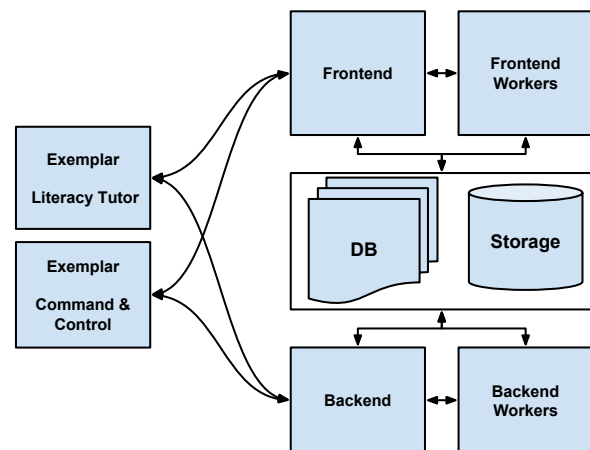 Exemplar
Literacy Tutor
Exemplar
Command &
Control
Frontend
Frontend
Workers
DB
Storage
Backend
Backend
Workers